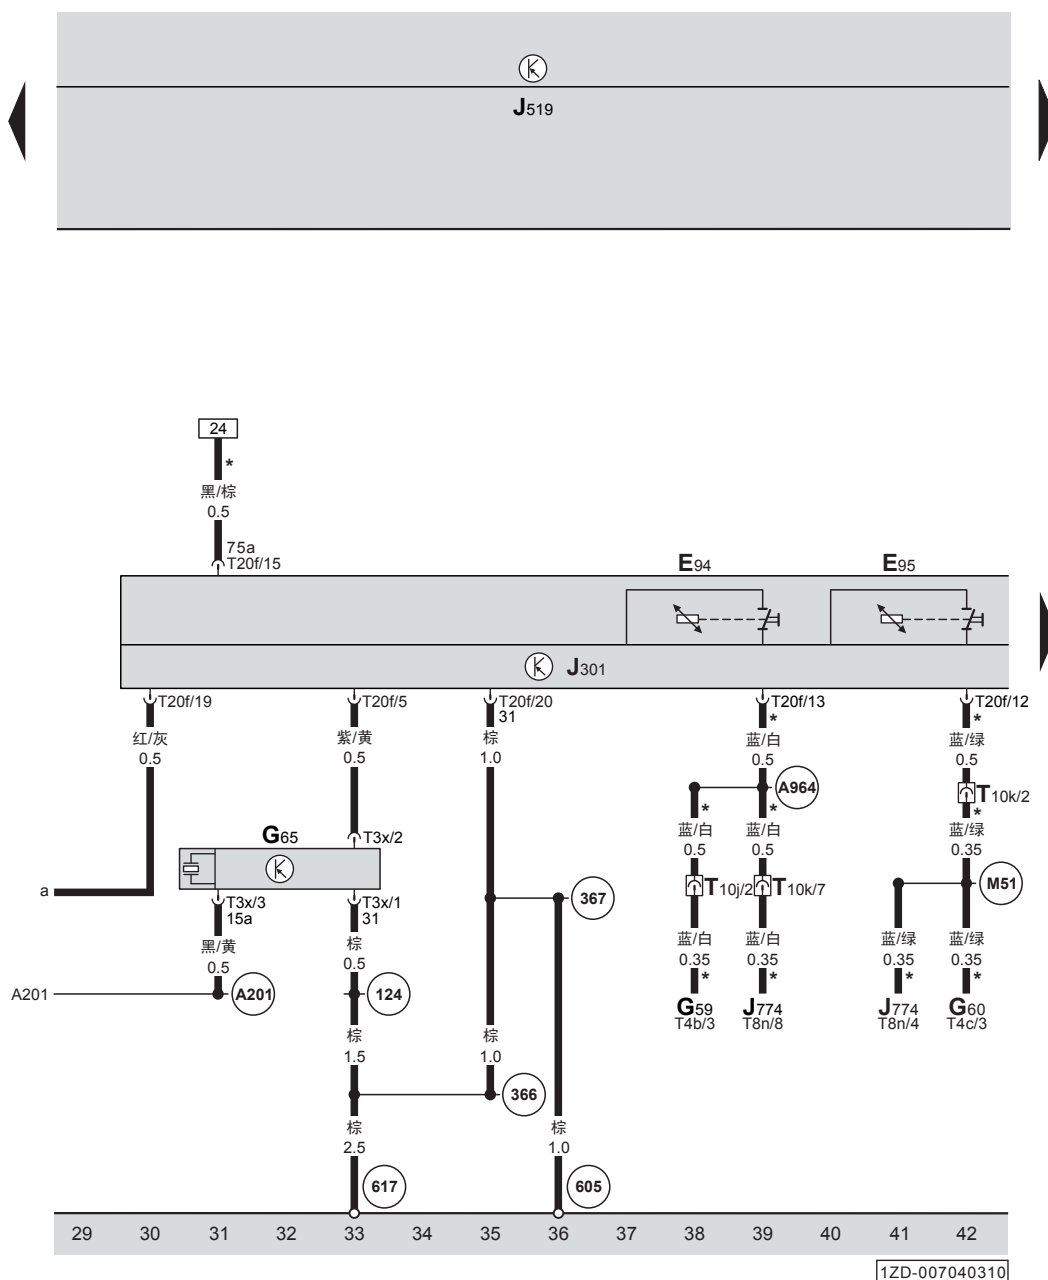 J519
24
*
黑/棕
0.5
75a
T20f/15
E94
E95
J301
T20f/19
T20f/5
T20f/20
T20f/13
T20f/12
31
*
*
红/灰
紫/黄
棕
蓝/白
蓝/绿
0.5
0.5
1.0
0.5
0.5
A964
T10k/2
*
*
*
蓝/白
蓝/白
蓝/绿
0.5
0.5
0.35
G65
T3x/2
a
T10j/2
T10k/7
M51
T3x/3
T3x/1
367
15a
31
黑/黄
棕
蓝/白
蓝/白
蓝/绿
蓝/绿
0.5
0.5
0.35
0.35
0.35
0.35
*
*
*
*
A201
A201
124
G59
J774
J774
G60
T4b/3
T8n/8
T8n/4
T4c/3
棕
棕
1.5
1.0
366
棕
棕
2.5
1.0
617
605
29 30 31 32 33 34 35 36 37 38 39 40 41 42
1ZD-007040310